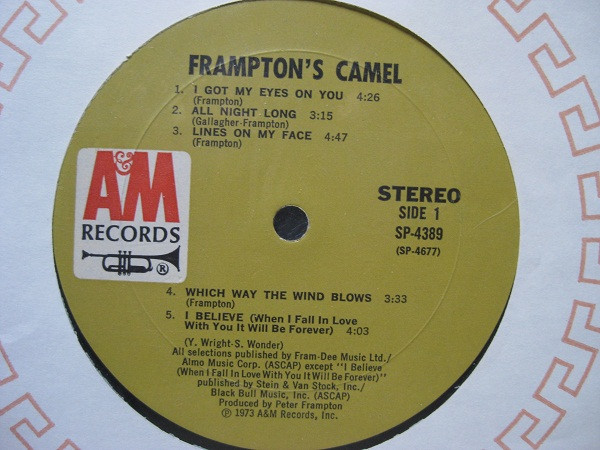 FRAMPTON'S CAMEL
1. I GOT MY EYES ON YOU 4:26
(Frampton)
2. ALL NIGHT LONG 3:15
(Gallagher-Frampton)
3. LINES ON MY FACE 4:47
(Frampton)
A&M
RECORDS
®
STEREO
SIDE 1
SP-4389
(SP-4677)
4. WHICH WAY THE WIND BLOWS 3:33
(Frampton)
5. I BELIEVE (When I Fall In Love
With You It Will Be Forever) 4:03
(Y. Wright-S. Wonder)
All selections published by Fram-Dee Music Ltd./
Almo Music Corp. (ASCAP) except "I Believe
(When I Fall In Love With You It Will Be Forever)"
published by Stein & Van Stock, Inc./
Black Bull Music, Inc. (ASCAP)
Produced by Peter Frampton
℗ 1973 A&M Records, Inc.